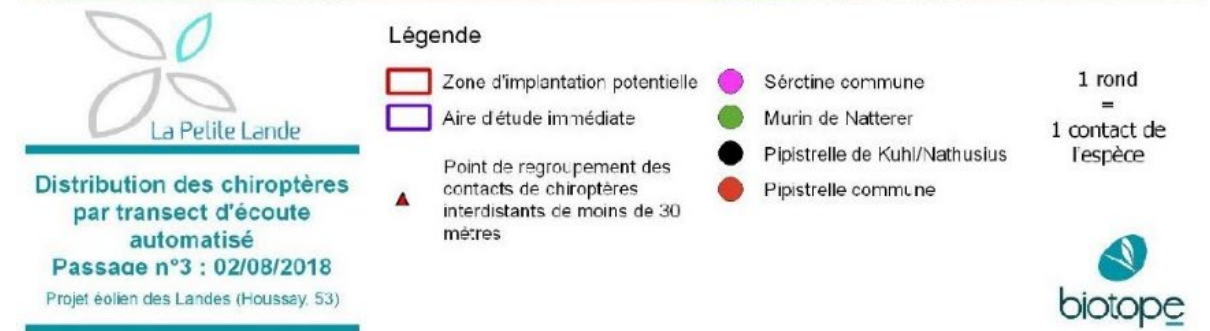 La Petite Lande
Distribution des chiroptères
par transect d'écoute
automatisé
Passage n°3 : 02/08/2018
Projet éolien des Landes (Houssay, 53)
Légende
Zone d'implantation potentielle
Aire d'étude immédiate
Point de regroupement des
contacts de chiroptères
interdistants de moins de 30
mètres
Sérotine commune
Murin de Natterer
Pipistrelle de Kuhl/Nathusius
Pipistrelle commune
1 rond
=
1 contact de
l'espèce
biotope